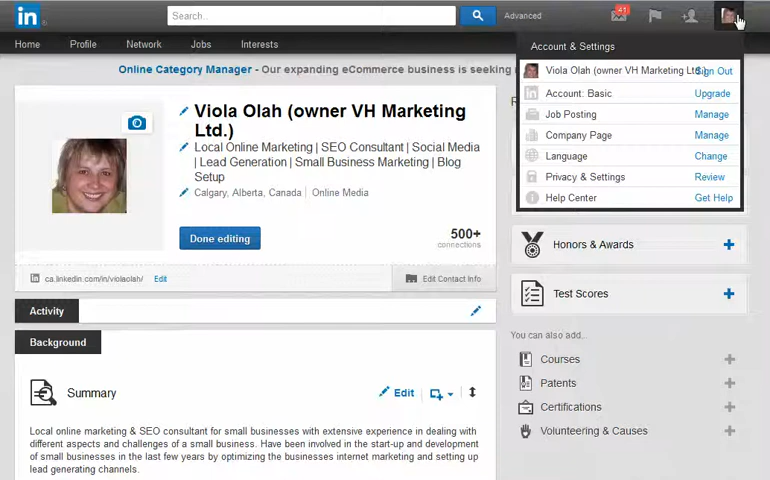 in
Search...
Advanced
41
Home Profile Network Jobs Interests
Online Category Manager - Our expanding eCommerce business is seeking
Account & Settings
Viola Olah (owner VH Marketing Ltd.) Sign Out
Account: Basic Upgrade
Job Posting Manage
Company Page Manage
Language Change
Privacy & Settings Review
Help Center Get Help
Viola Olah (owner VH Marketing
Ltd.)
Local Online Marketing | SEO Consultant | Social Media
| Lead Generation | Small Business Marketing | Blog
Setup
Calgary, Alberta, Canada | Online Media
Done editing
500+
connections
in ca.linkedin.com/in/violaolah/ Edit
Edit Contact Info
Activity
Background
Summary
Edit
Local online marketing & SEO consultant for small businesses with extensive experience in dealing with
different aspects and challenges of a small business. Have been involved in the start-up and development
of small businesses in the last few years by optimizing the businesses internet marketing and setting up
lead generating channels.
Honors & Awards
Test Scores
You can also add...
Courses
Patents
Certifications
Volunteering & Causes